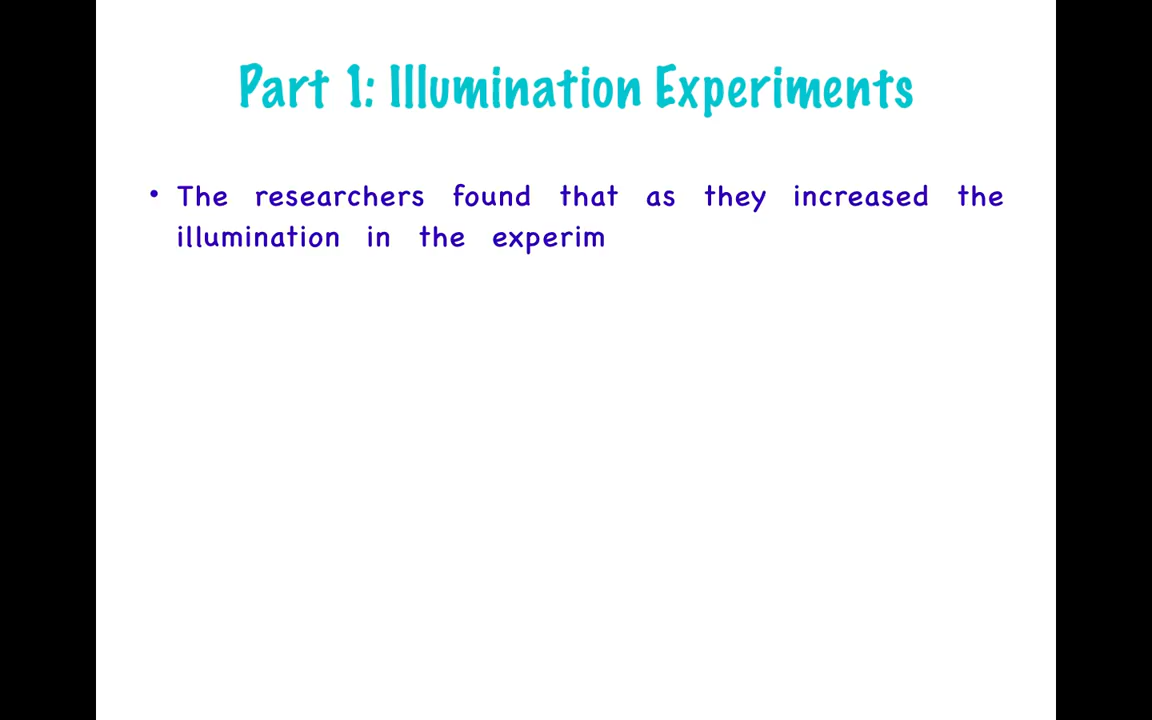 Part 1: Illumination Experiments
• The researchers found that as they increased the
illumination in the experim